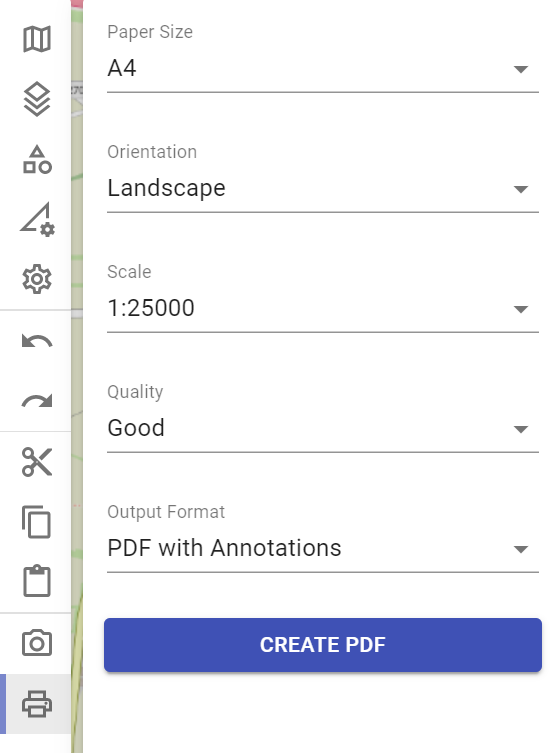 Paper Size
A4
Orientation
Landscape
Scale
1:25000
Quality
Good
Output Format
PDF with Annotations
CREATE PDF